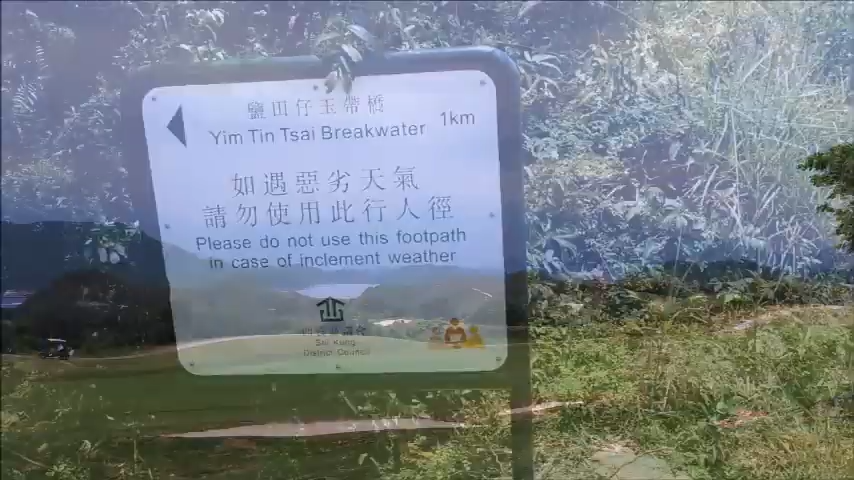 鹽田仔玉帶橋
Yim Tin Tsai Breakwater 1km
如遇惡劣天氣
請勿使用此行人徑
Please do not use this footpath
in case of inclement weather
Sai Kung
District Council